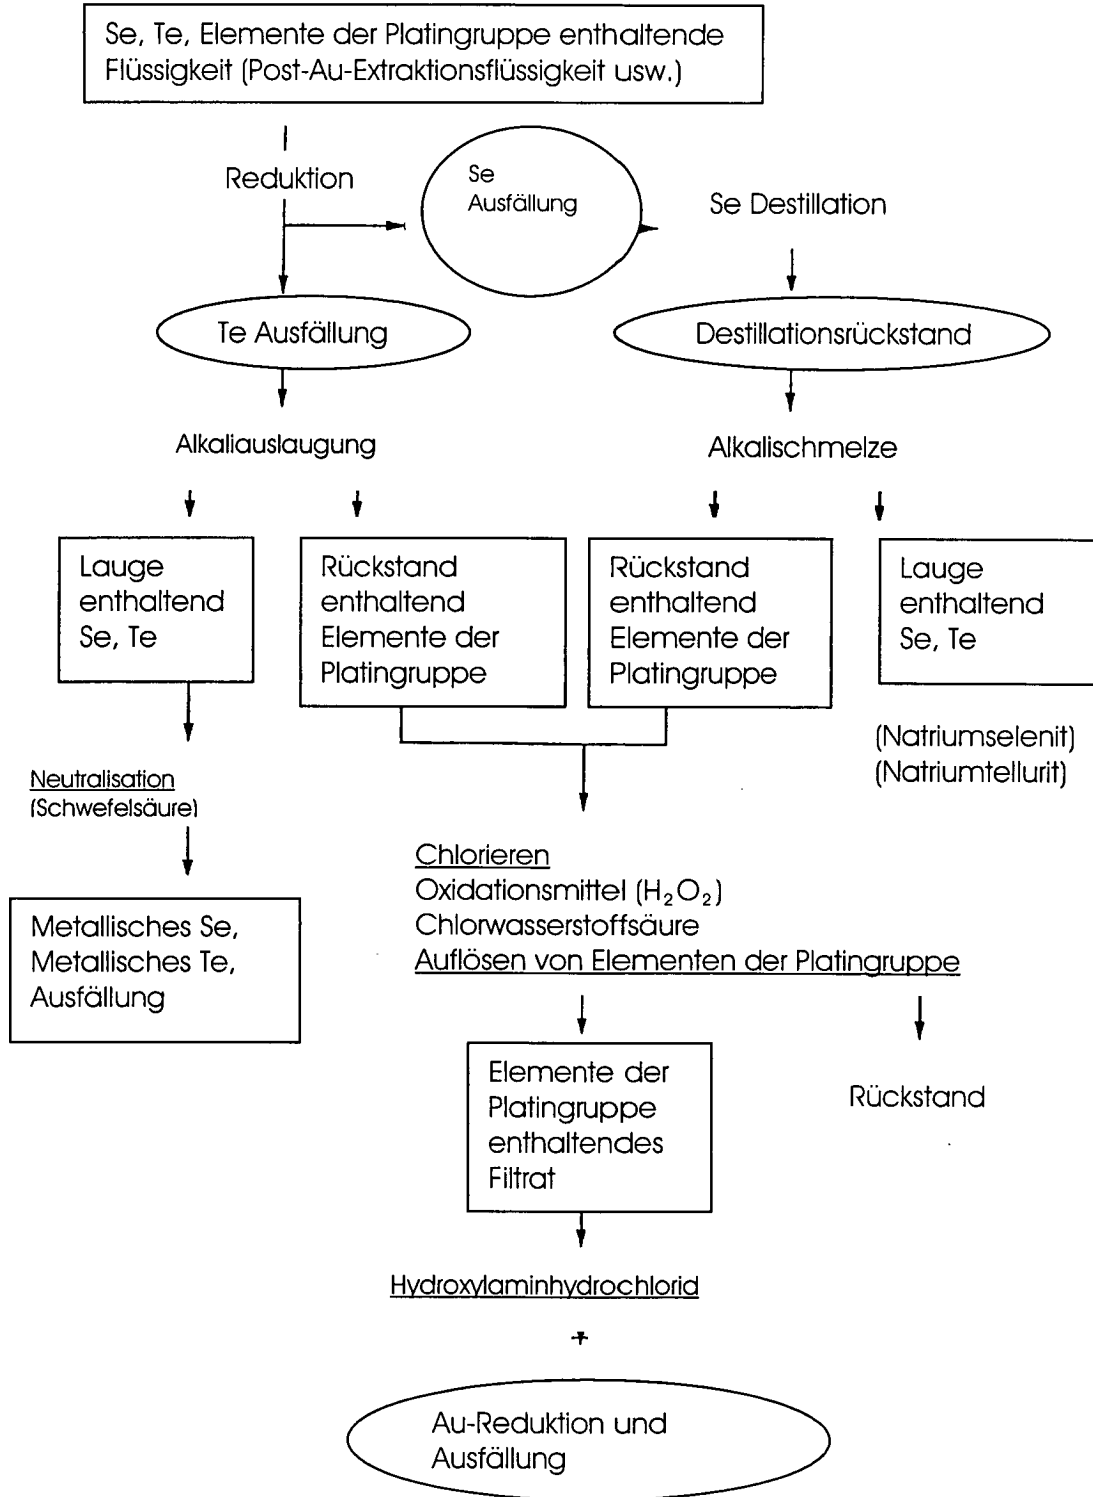 Se, Te, Elemente der Platingruppe enthaltende
Flüssigkeit (Post-Au-Extraktionsflüssigkeit usw.)
Reduktion
Se
Ausfällung
Se Destillation
Te Ausfällung
Destillationsrückstand
Alkaliauslaugung
Alkalischmelze
Lauge
enthaltend
Se, Te
Rückstand
enthaltend
Elemente der
Platingruppe
Rückstand
enthaltend
Elemente der
Platingruppe
Lauge
enthaltend
Se, Te
(Natriumselenit)
(Natriumtellurit)
Neutralisation
(Schwefelsäure)
Metallisches Se,
Metallisches Te,
Ausfällung
Chlorieren
Oxidationsmittel (H₂O₂)
Chlorwasserstoffsäure
Auflösen von Elementen der Platingruppe
Elemente der
Platingruppe
enthaltendes
Filtrat
Rückstand
Hydroxylaminhydrochlorid
Au-Reduktion und
Ausfällung